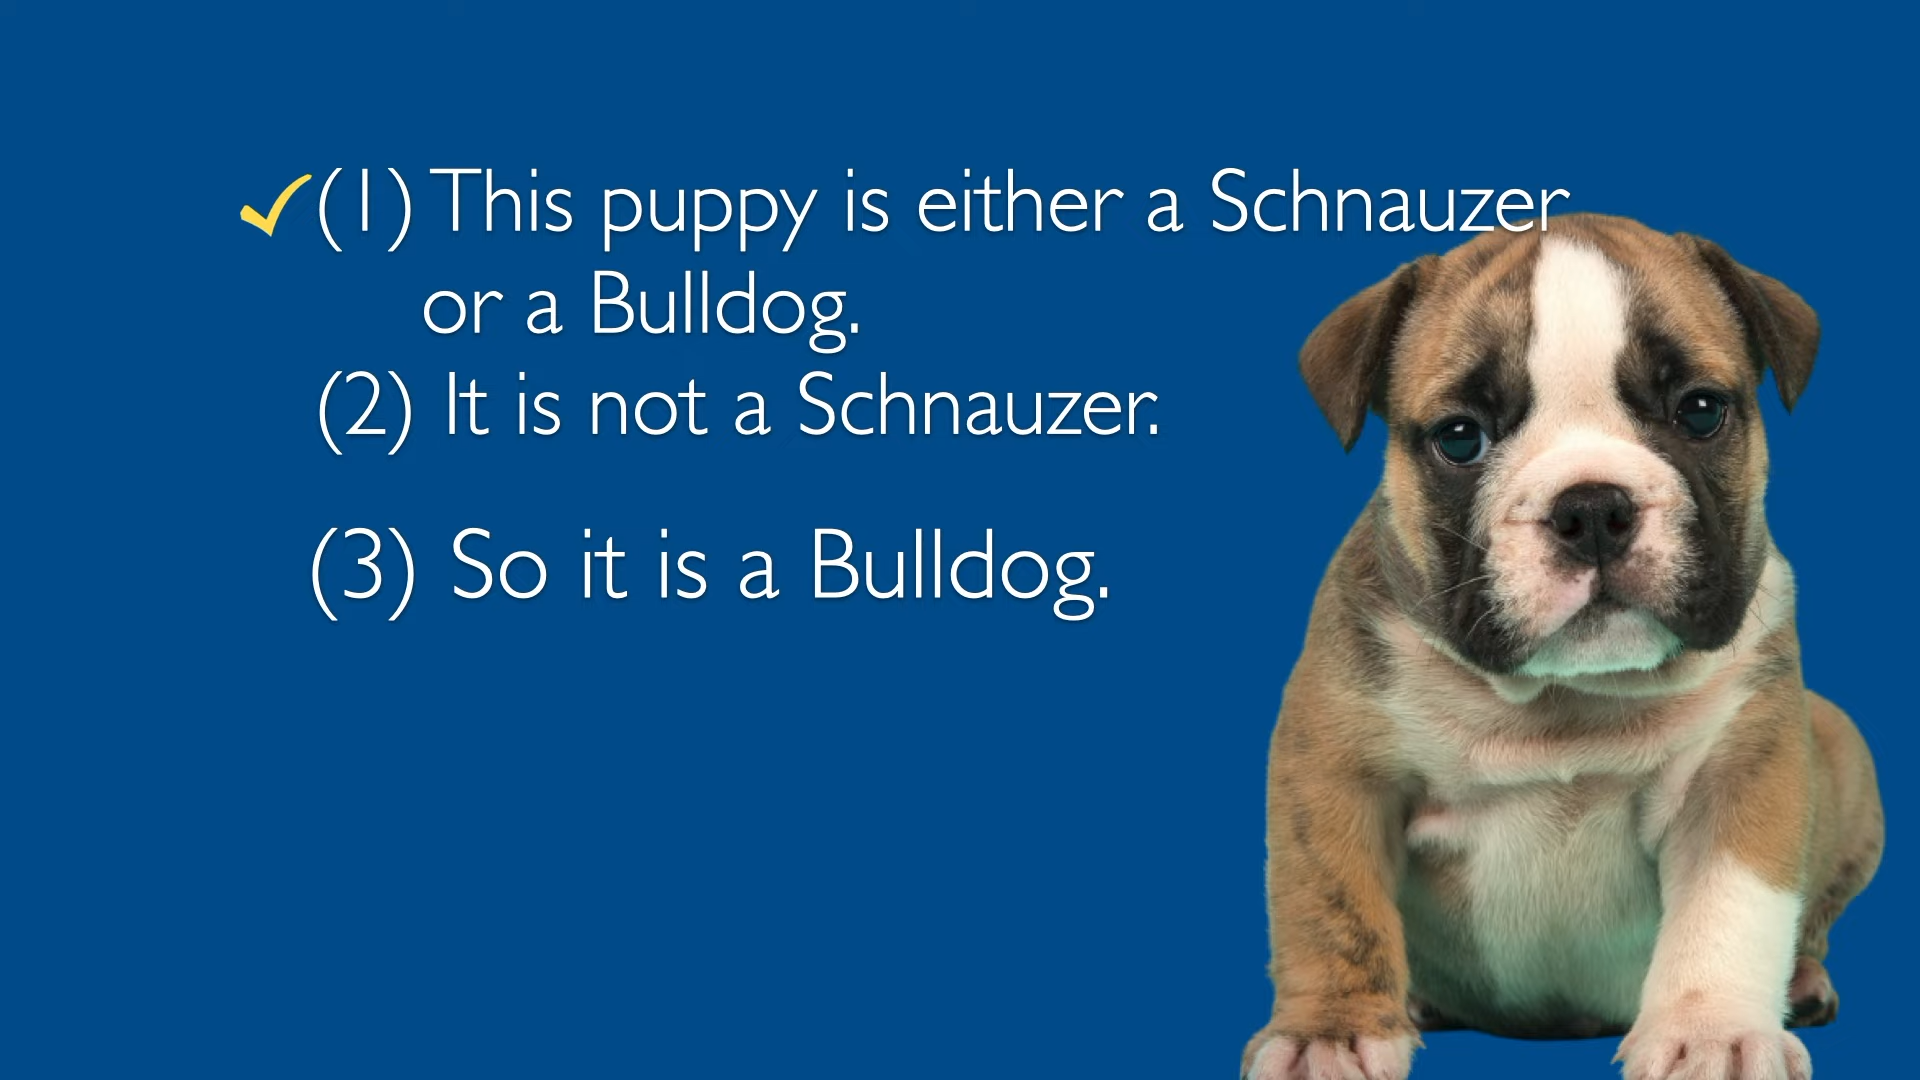 ✓(1) This puppy is either a Schnauzer
or a Bulldog.
(2) It is not a Schnauzer.
(3) So it is a Bulldog.